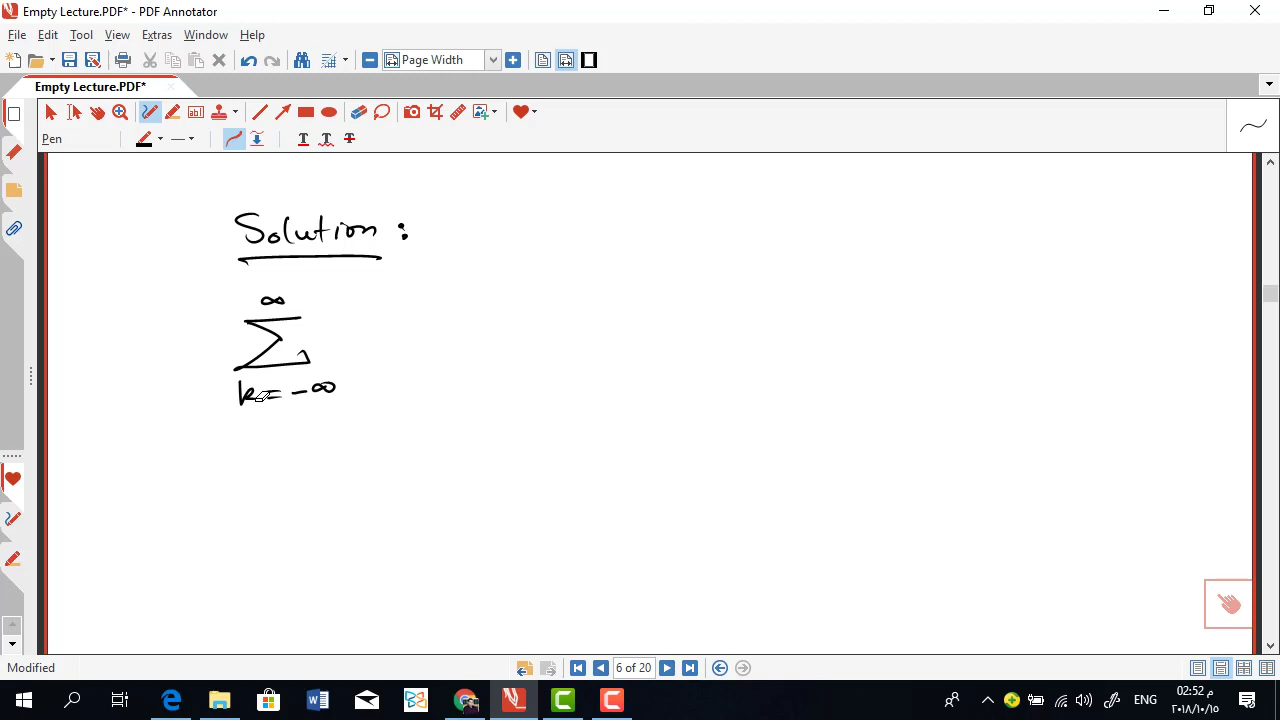 Empty Lecture.PDF* - PDF Annotator
File Edit Tool View Extras Window Help
Page Width
Empty Lecture.PDF*
Pen
Solution :
∞
Σ
k = -∞
6 of 20
Modified
ENG
02:52 م
٢٠١٨/١٠/١٥